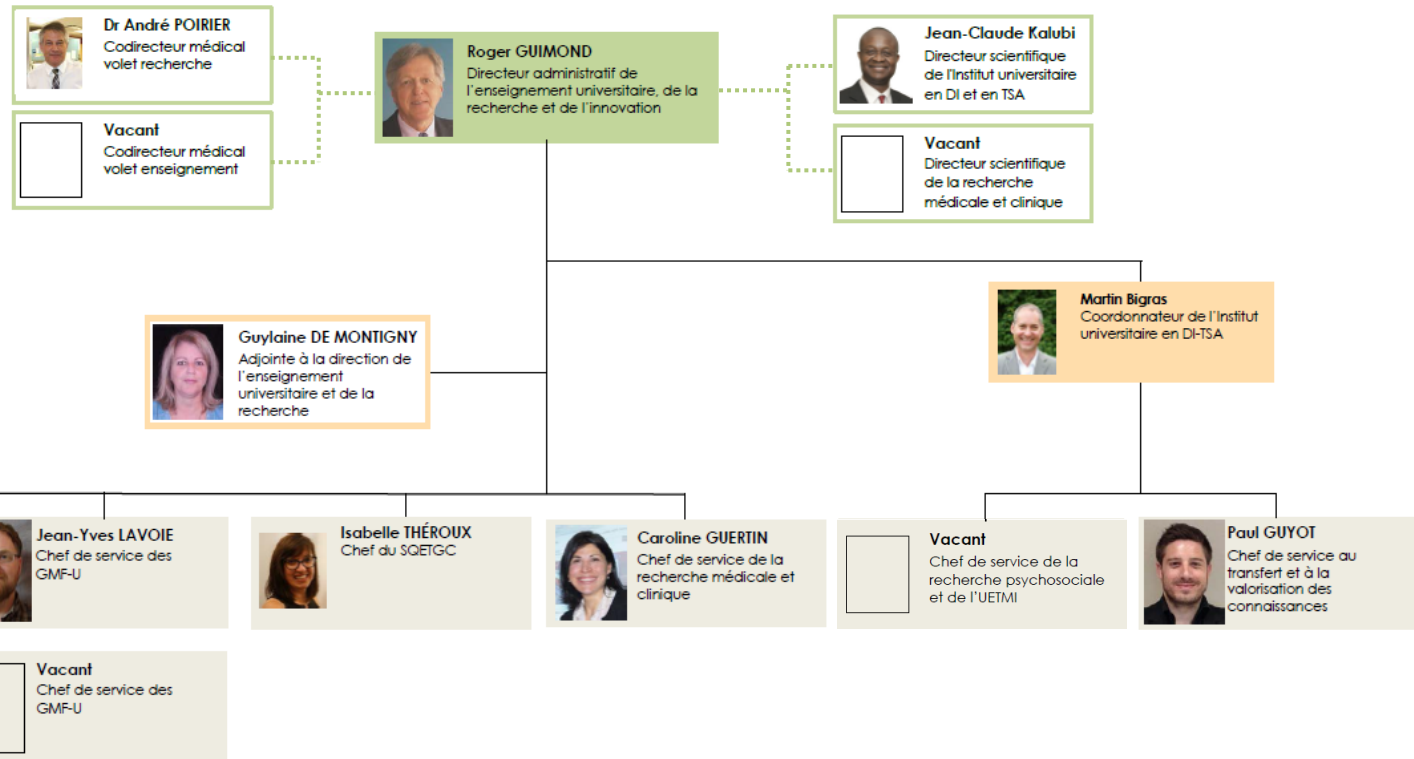 Dr André POIRIER
Codirecteur médical
volet recherche
Vacant
Codirecteur médical
volet enseignement
Roger GUIMOND
Directeur administratif de
l'enseignement universitaire, de la
recherche et de l'innovation
Jean-Claude Kalubi
Directeur scientifique
de l'Institut universitaire
en DI et en TSA
Vacant
Directeur scientifique
de la recherche
médicale et clinique
Guylaine DE MONTIGNY
Adjointe à la direction de
l'enseignement
universitaire et de la
recherche
Martin Bigras
Coordonnateur de l'Institut
universitaire en DI-TSA
Jean-Yves LAVOIE
Chef de service des
GMF-U
Isabelle THÉROUX
Chef du SQETGC
Caroline GUERTIN
Chef de service de la
recherche médicale et
clinique
Vacant
Chef de service de la
recherche psychosociale
et de l'UETMI
Paul GUYOT
Chef de service au
transfert et à la
valorisation des
connaissances
Vacant
Chef de service des
GMF-U